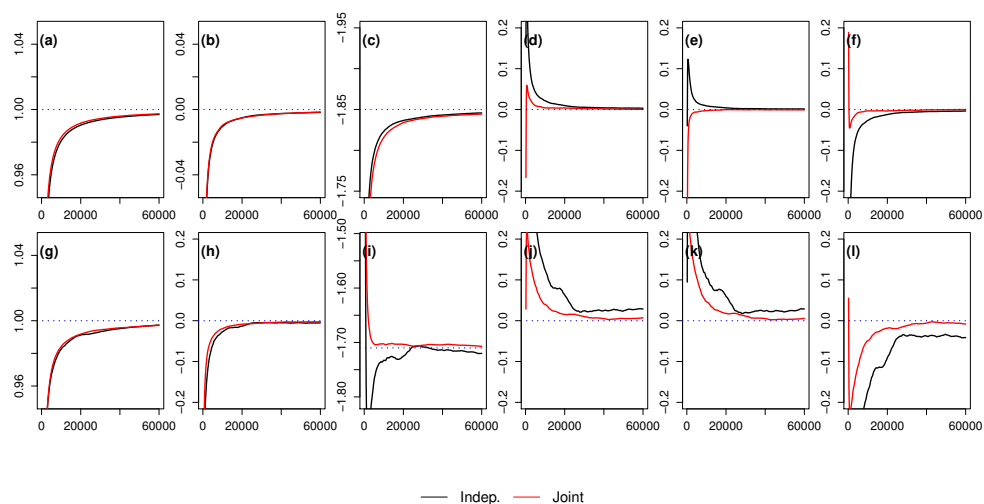 (a) (b) (c) (d) (e) (f)
1.04 0.04 −1.95 0.2 0.2 0.2
0.1 0.1 0.1
1.00 0.00 −1.85 0.0 0.0 0.0
−0.1 −0.1 −0.1
0.96 −0.04 −1.75 −0.2 −0.2 −0.2
0 20000 60000 0 20000 60000 0 20000 60000 0 20000 60000 0 20000 60000 0 20000 60000
(g) (h) (i) (j) (k) (l)
1.04 0.2 −1.50 0.2 0.2 0.2
0.1 −1.60 0.1 0.1 0.1
1.00 0.0 −1.70 0.0 0.0 0.0
−0.1 −0.1 −0.1 −0.1
0.96 −0.2 −1.80 −0.2 −0.2 −0.2
0 20000 60000 0 20000 60000 0 20000 60000 0 20000 60000 0 20000 60000 0 20000 60000
Indep. Joint